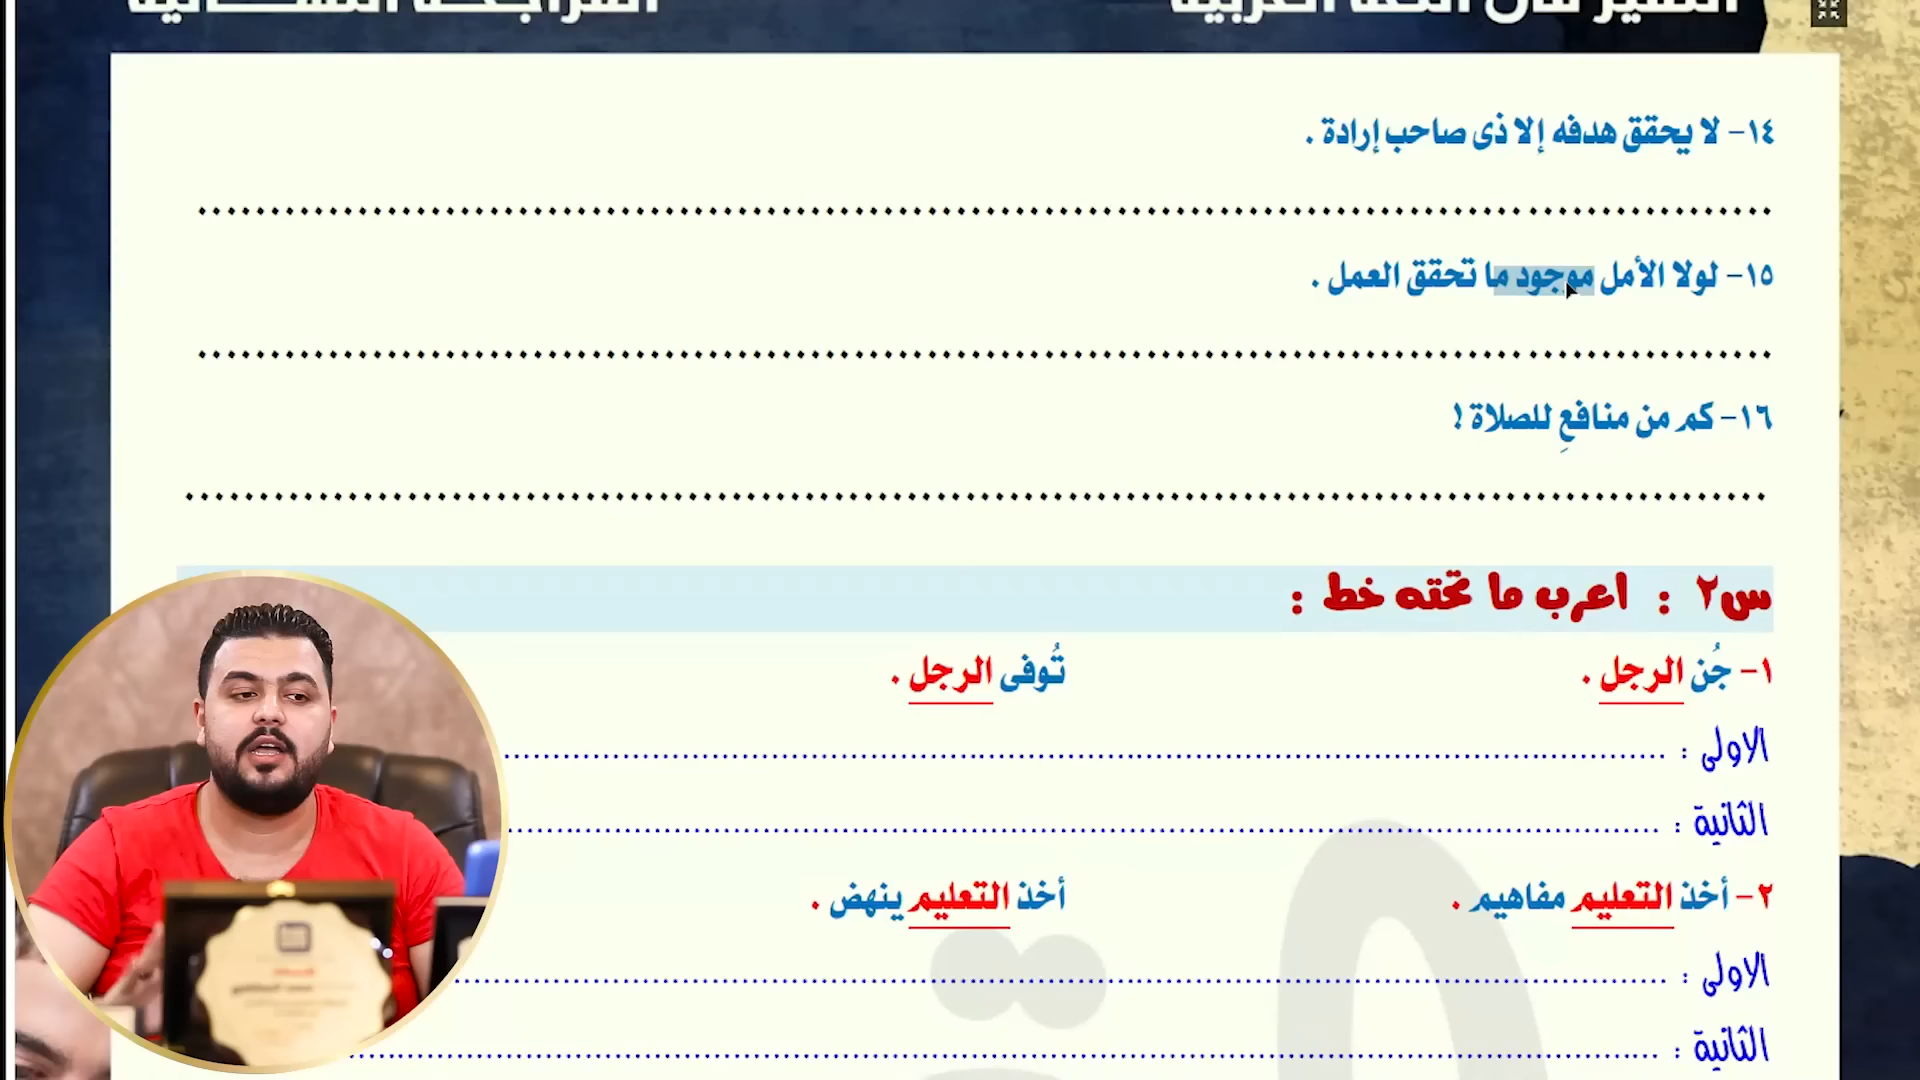 ١٤- لا يحقق هدفه إلا ذى صاحب إرادة .
١٥- لولا الأمل موجود ما تحقق العمل .
١٦- كم من منافعِ للصلاة !
س٢ : اعرب ما تحته خط :
١- جُن الرجل . تُوفى الرجل .
الاولى :
الثانية :
٢- أخذ التعليم مفاهيم . أخذ التعليم ينهض .
الاولى :
الثانية :